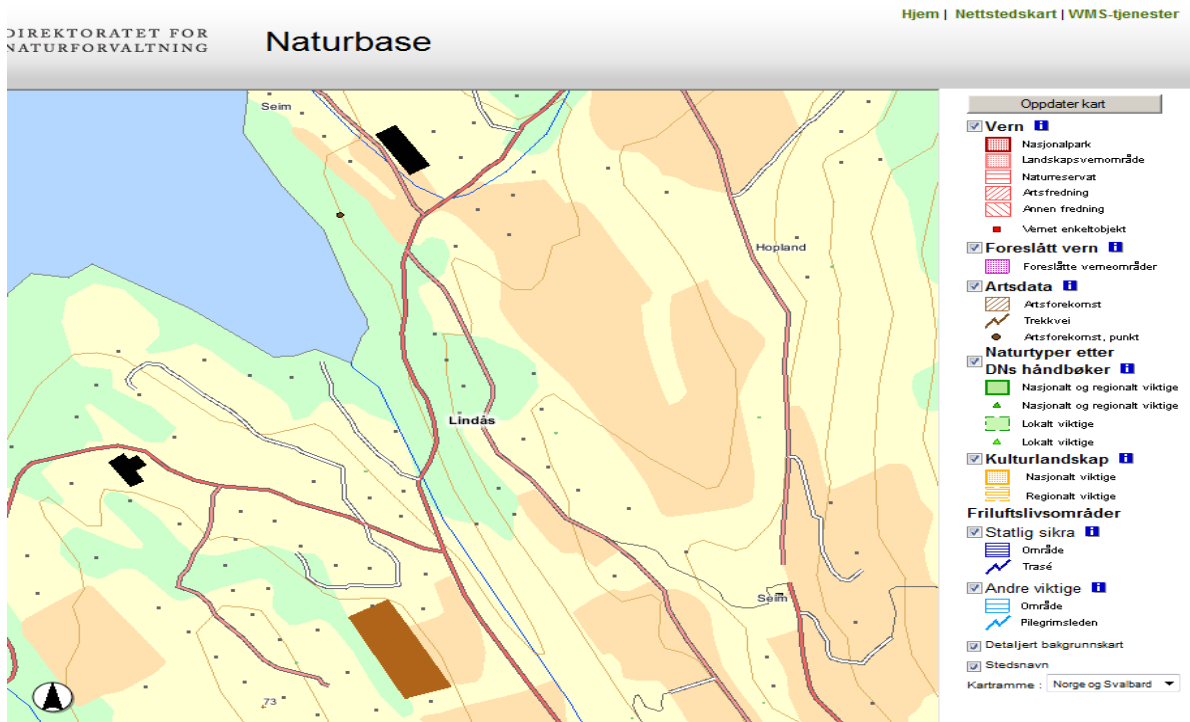 Hjem | Nettstedskart | WMS-tjenester
DIREKTORATET FOR
NATURFORVALTNING
Naturbase
Seim
Hopland
Lindås
Seim
73
Oppdater kart
Vern
Nasjonalpark
Landskapsvernområde
Naturreservat
Artsfredning
Annen fredning
Vernet enkeltobjekt
Foreslått vern
Foreslåtte verneområder
Artsdata
Artsforekomst
Trekkvei
Artsforekomst, punkt
Naturtyper etter
DNs håndbøker
Nasjonalt og regionalt viktige
Nasjonalt og regionalt viktige
Lokalt viktige
Lokalt viktige
Kulturlandskap
Nasjonalt viktige
Regionalt viktige
Friluftslivsområder
Statlig sikra
Område
Trasé
Andre viktige
Område
Pilegrimsleden
Detaljert bakgrunnskart
Stedsnavn
Kartramme : Norge og Svalbard